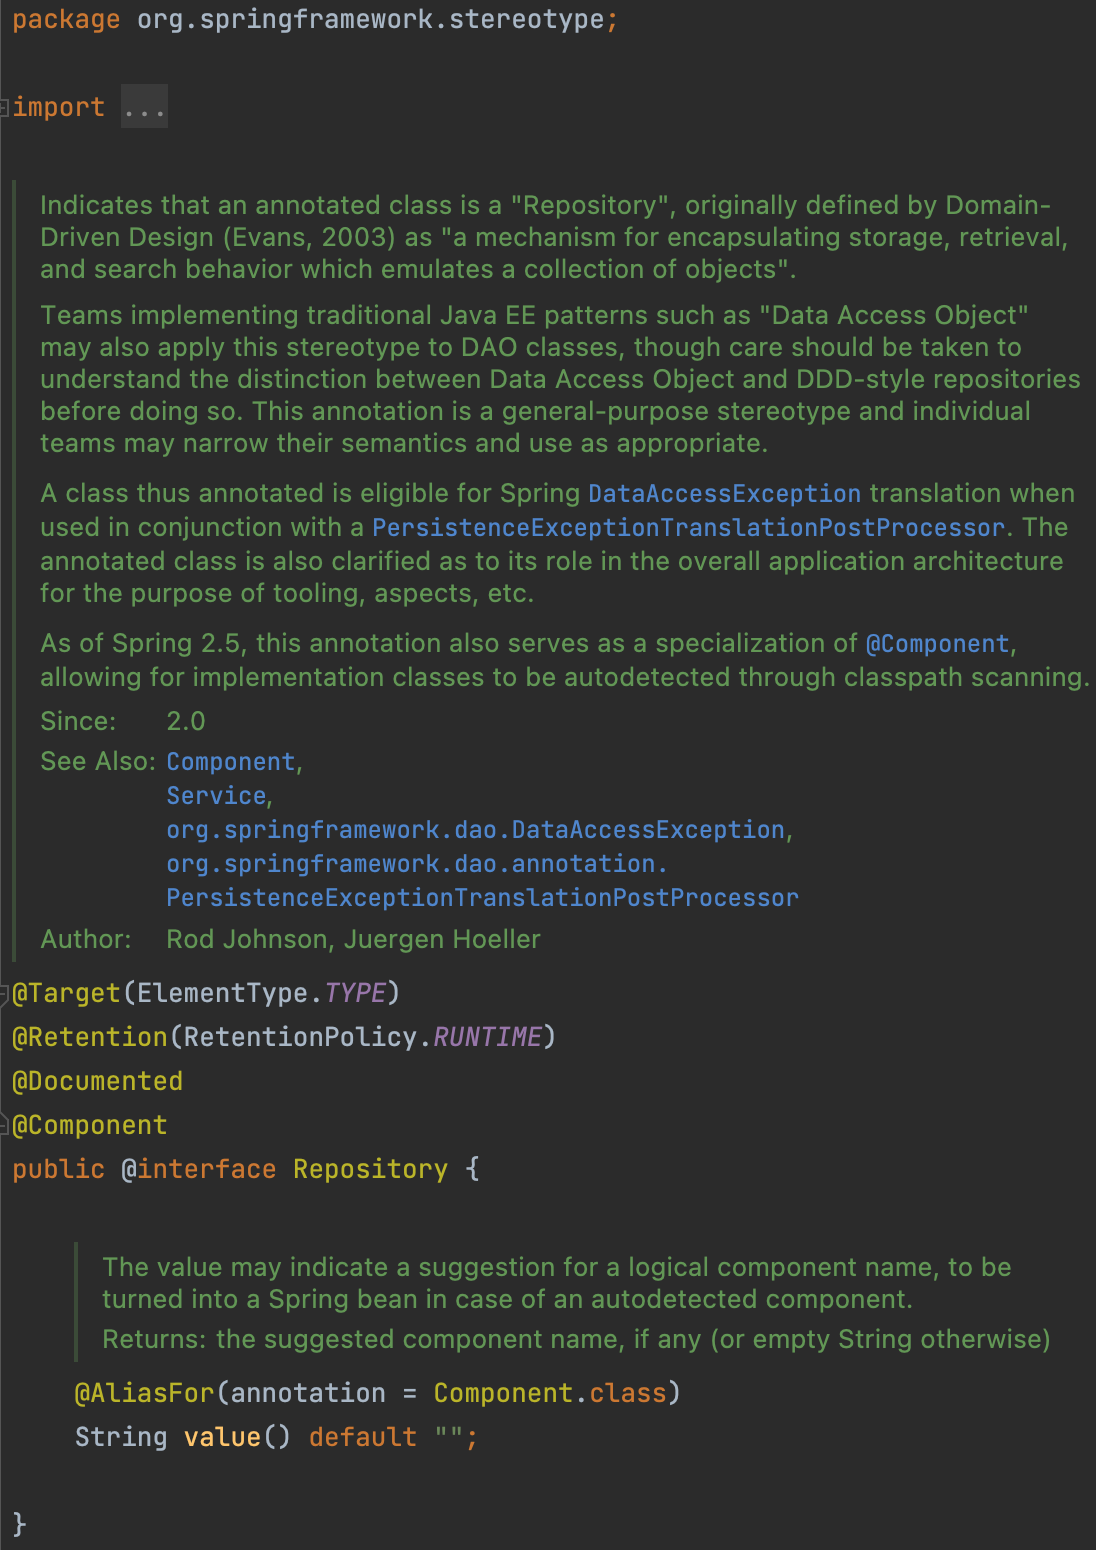 package org.springframework.stereotype;
import ...
Indicates that an annotated class is a "Repository", originally defined by Domain-
Driven Design (Evans, 2003) as "a mechanism for encapsulating storage, retrieval,
and search behavior which emulates a collection of objects".
Teams implementing traditional Java EE patterns such as "Data Access Object"
may also apply this stereotype to DAO classes, though care should be taken to
understand the distinction between Data Access Object and DDD-style repositories
before doing so. This annotation is a general-purpose stereotype and individual
teams may narrow their semantics and use as appropriate.
A class thus annotated is eligible for Spring DataAccessException translation when
used in conjunction with a PersistenceExceptionTranslationPostProcessor. The
annotated class is also clarified as to its role in the overall application architecture
for the purpose of tooling, aspects, etc.
As of Spring 2.5, this annotation also serves as a specialization of @Component,
allowing for implementation classes to be autodetected through classpath scanning.
Since: 2.0
See Also: Component,
Service,
org.springframework.dao.DataAccessException,
org.springframework.dao.annotation.
PersistenceExceptionTranslationPostProcessor
Author: Rod Johnson, Juergen Hoeller
@Target(ElementType.TYPE)
@Retention(RetentionPolicy.RUNTIME)
@Documented
@Component
public @interface Repository {
The value may indicate a suggestion for a logical component name, to be
turned into a Spring bean in case of an autodetected component.
Returns: the suggested component name, if any (or empty String otherwise)
@AliasFor(annotation = Component.class)
String value() default "";
}